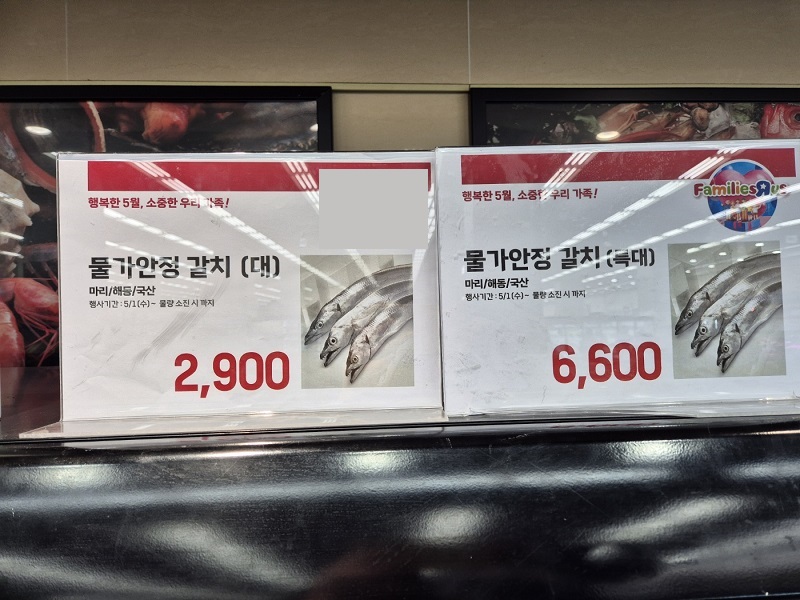 행복한 5월, 소중한 우리 가족!
물가안정 갈치 (대)
마리/해동/국산
행사기간 : 5/1(수)~ 물량 소진 시 까지
2,900
행복한 5월, 소중한 우리 가족!
Families R us
물가안정 갈치 (특대)
마리/해동/국산
행사기간 : 5/1(수)~ 물량 소진 시 까지
6,600